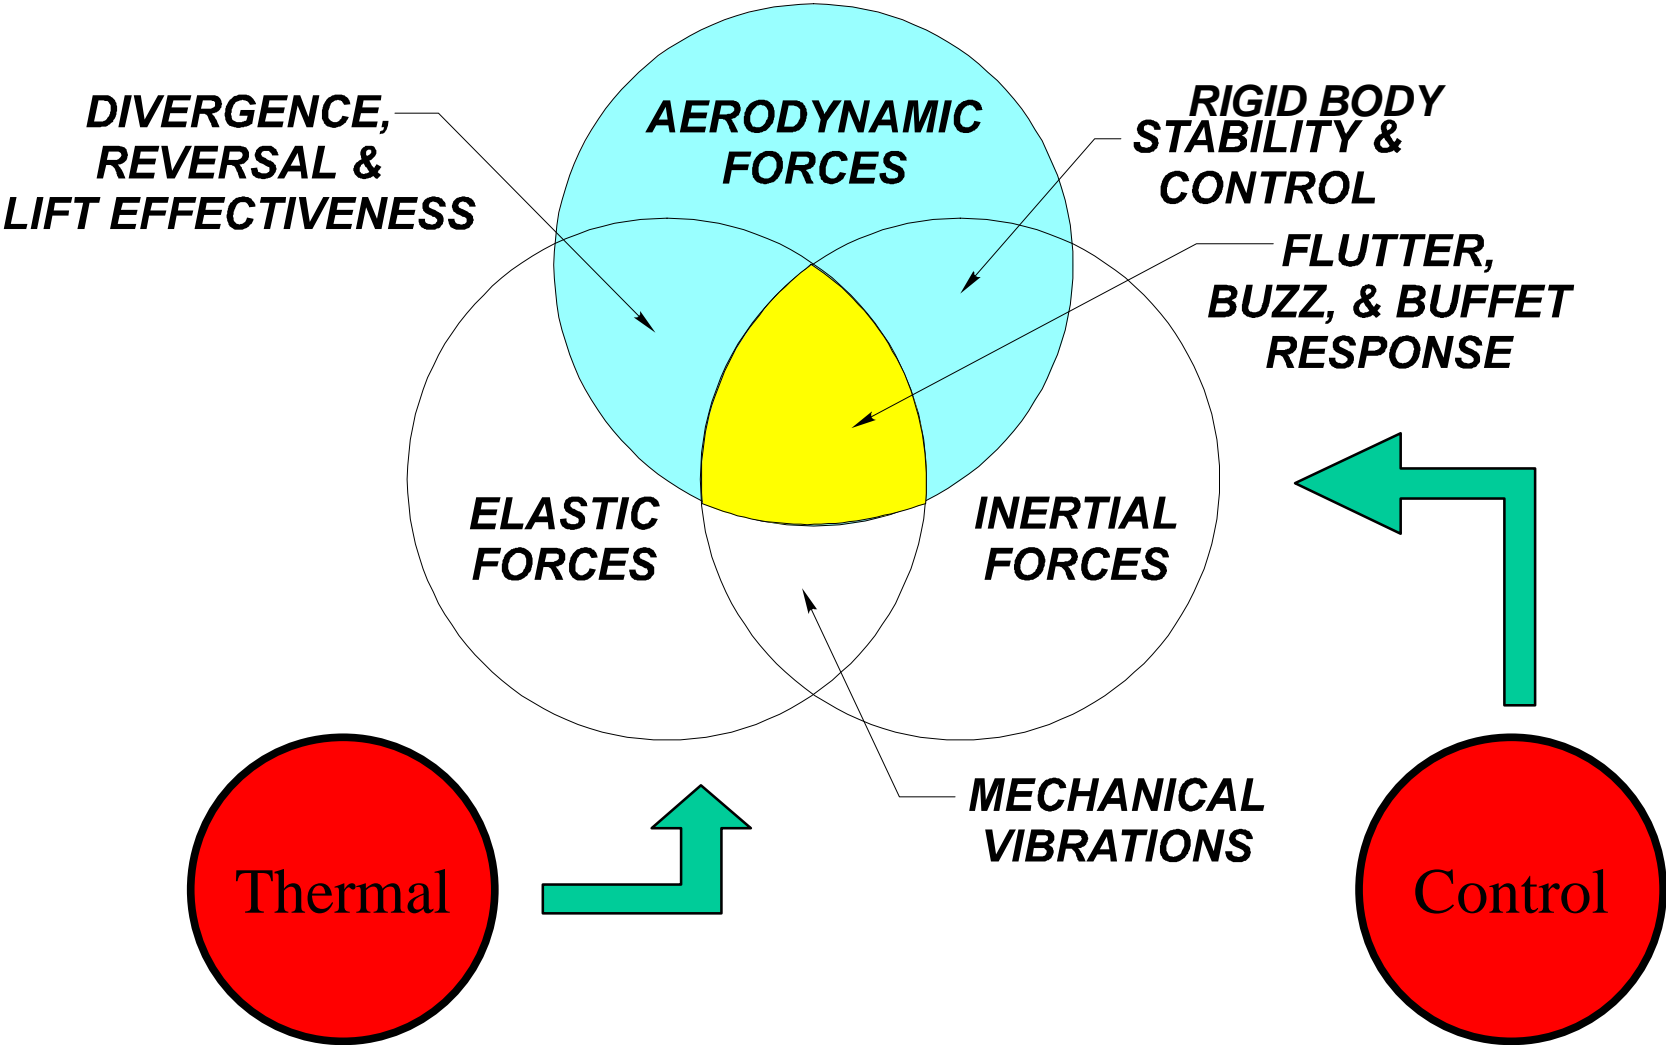 DIVERGENCE,
REVERSAL &
LIFT EFFECTIVENESS
AERODYNAMIC
FORCES
RIGID BODY
STABILITY &
CONTROL
FLUTTER,
BUZZ, & BUFFET
RESPONSE
ELASTIC
FORCES
INERTIAL
FORCES
MECHANICAL
VIBRATIONS
Thermal
Control